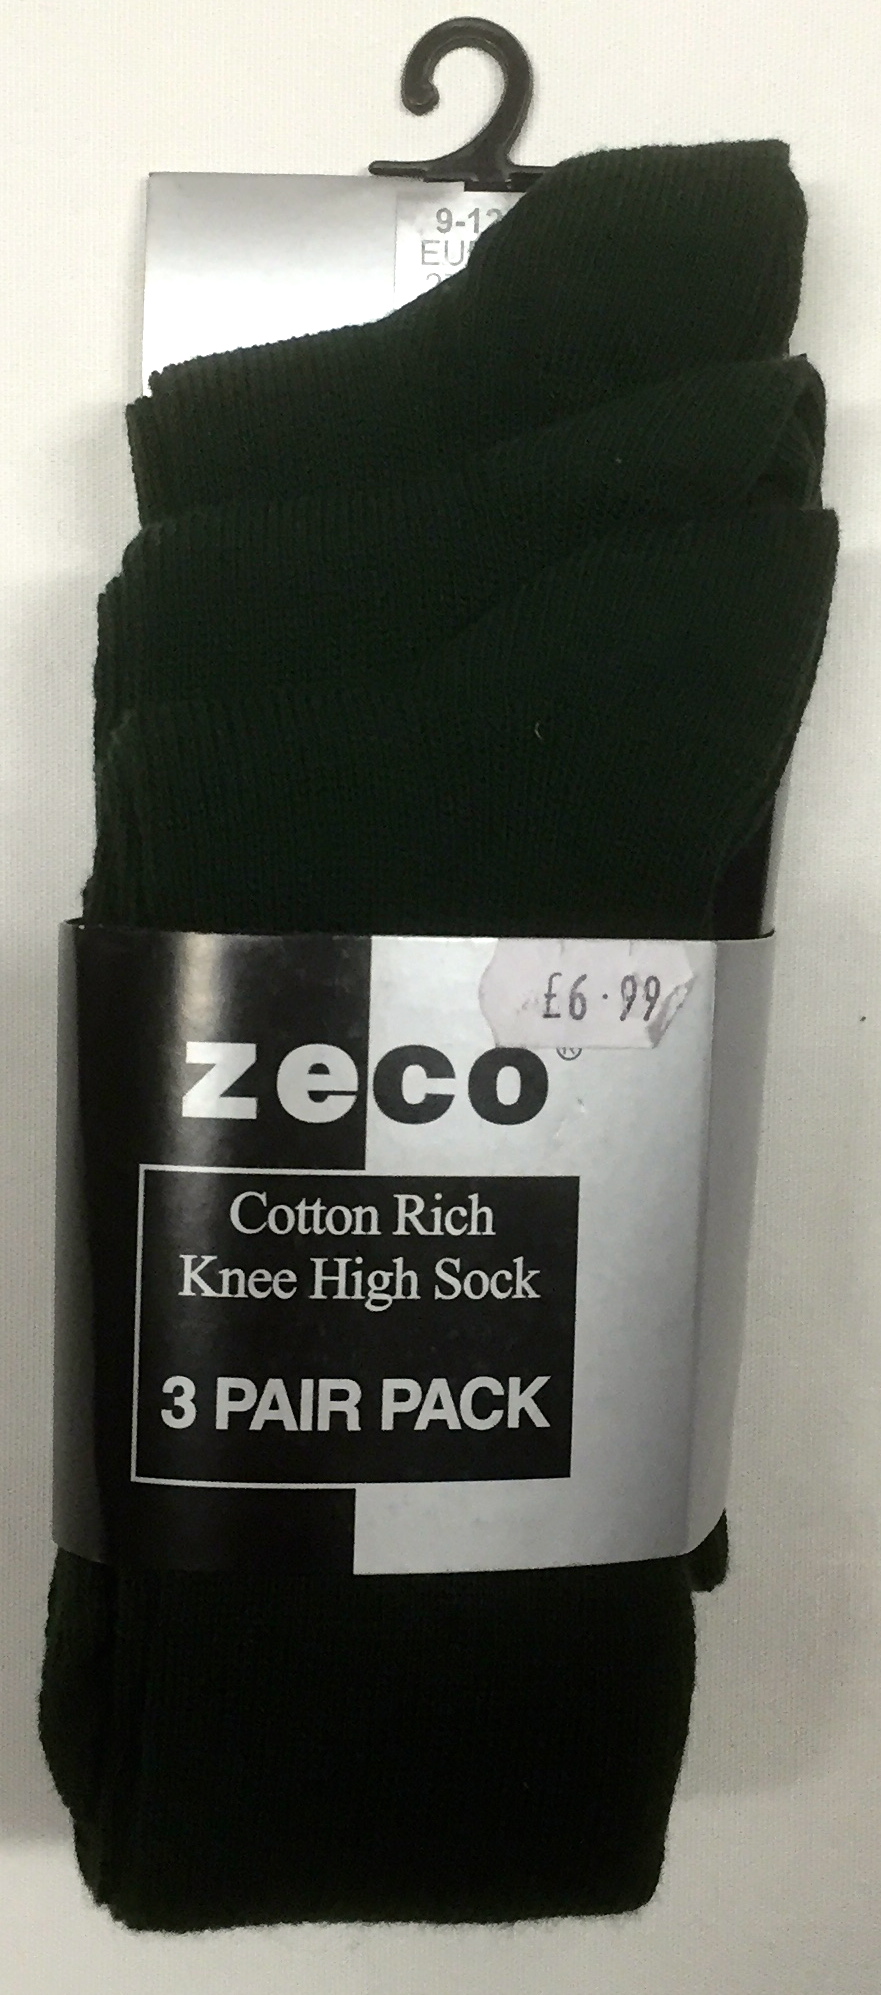 £6.99
zeco®
Cotton Rich
Knee High Sock
3 PAIR PACK